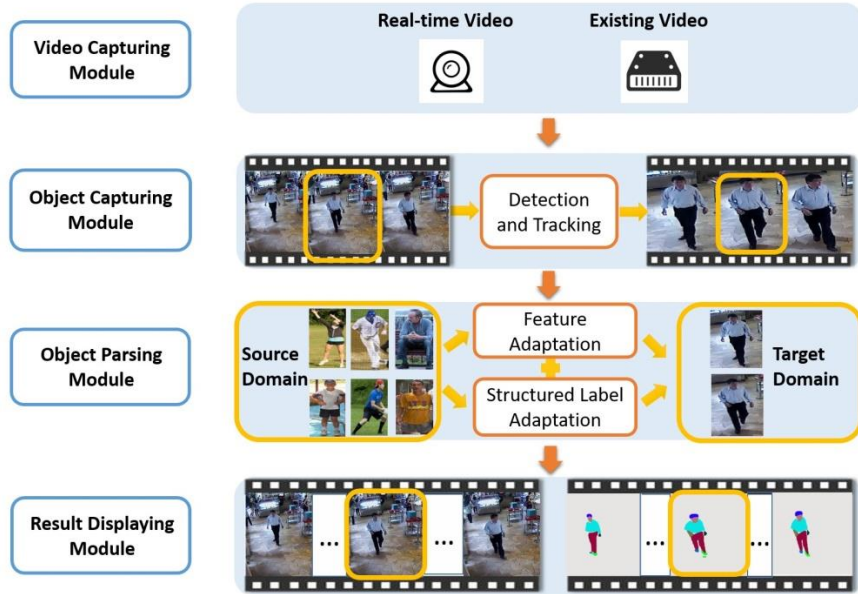 Video Capturing
Module
Real-time Video
Existing Video
Object Capturing
Module
Detection
and Tracking
Object Parsing
Module
Source
Domain
Feature
Adaptation
Structured Label
Adaptation
Target
Domain
Result Displaying
Module
...
...
...
...